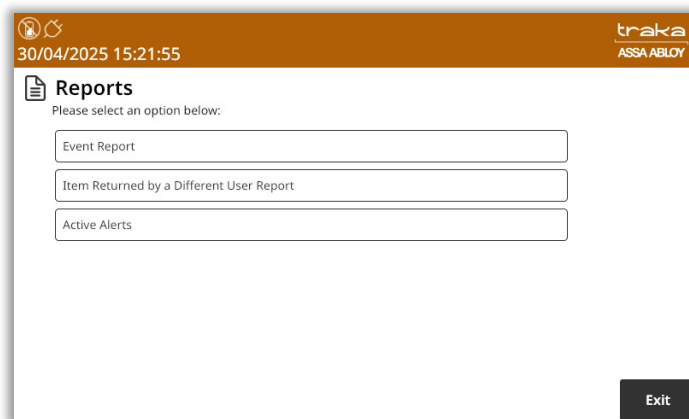 traka
30/04/2025 15:21:55
ASSA ABLOY
Reports
Please select an option below:
Event Report
Item Returned by a Different User Report
Active Alerts
Exit